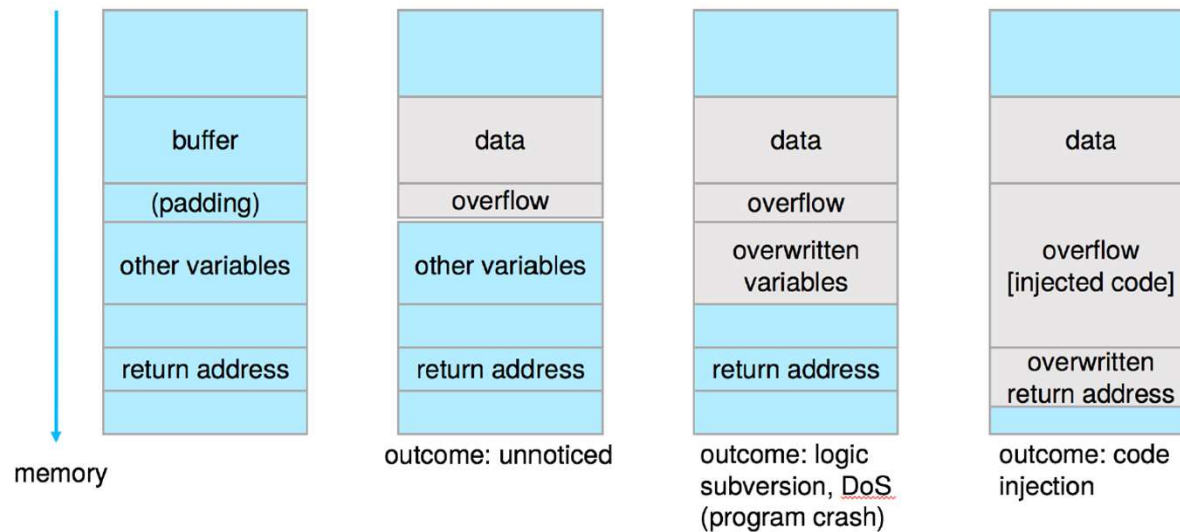 buffer
(padding)
other variables
return address
memory
data
overflow
other variables
return address
outcome: unnoticed
data
overflow
overwritten
variables
return address
outcome: logic
subversion, DoS
(program crash)
data
overflow
[injected code]
overwritten
return address
outcome: code
injection